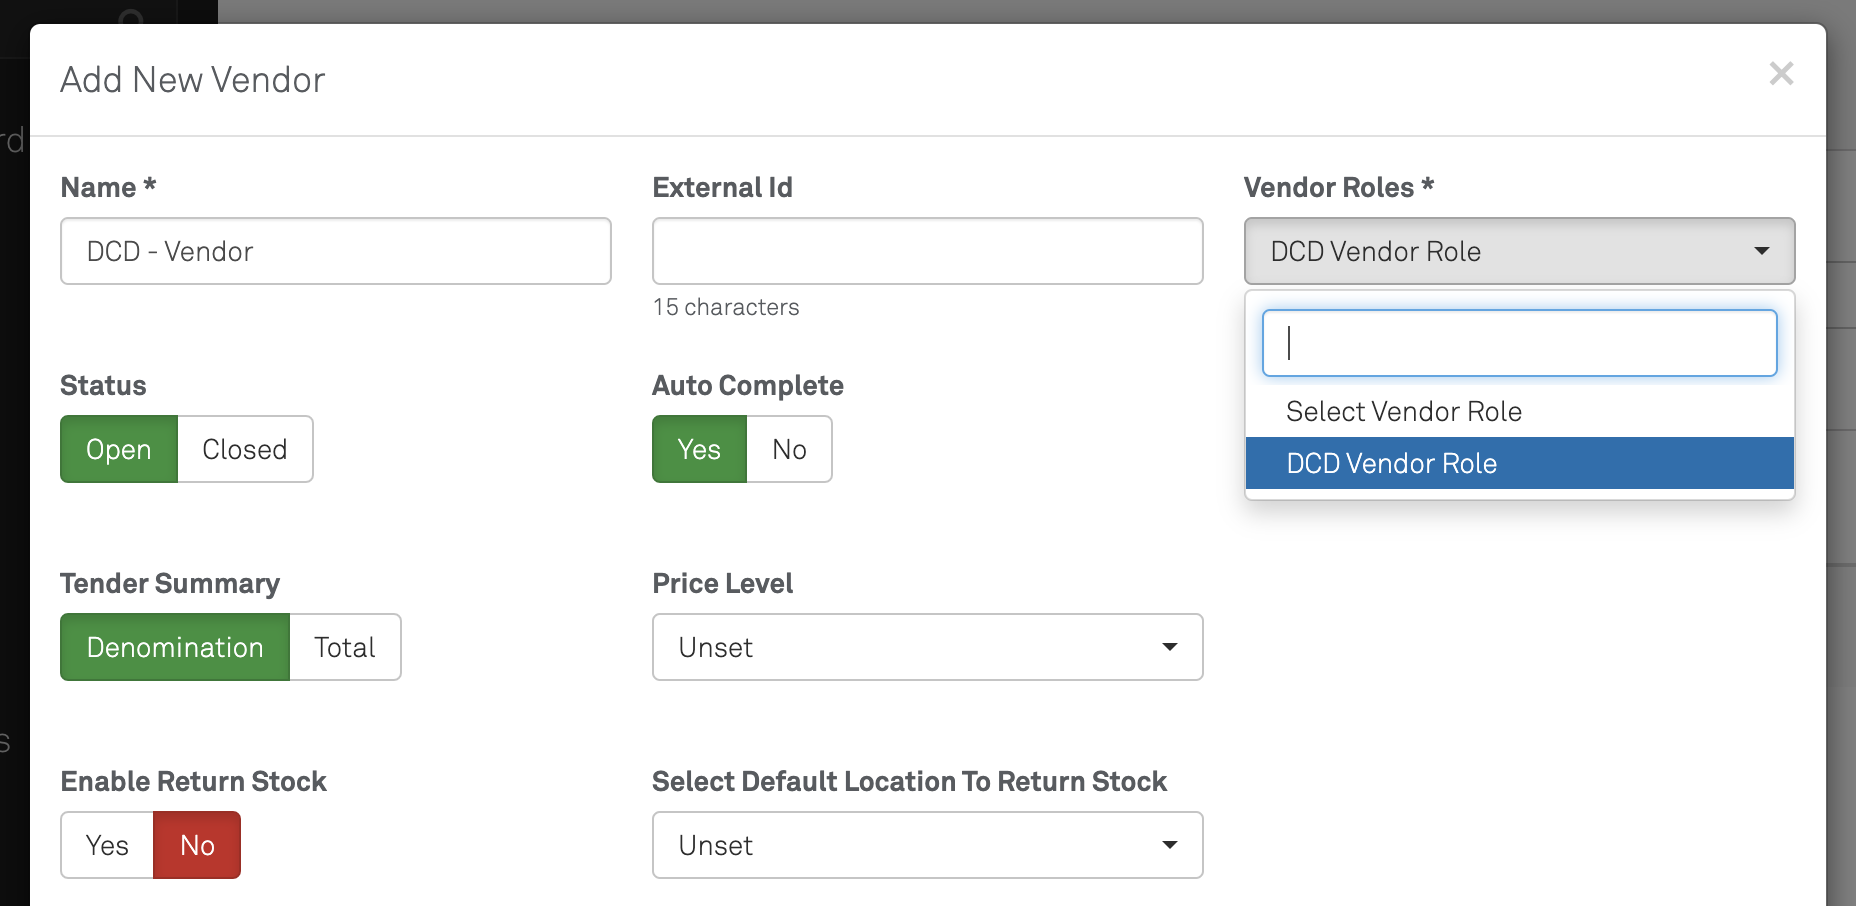 Add New Vendor
×
rd
Name *
External Id
Vendor Roles *
DCD - Vendor
DCD Vendor Role
15 characters
Select Vendor Role
DCD Vendor Role
Status
Auto Complete
Open
Closed
Yes
No
Tender Summary
Price Level
Denomination
Total
Unset
s
Enable Return Stock
Select Default Location To Return Stock
Yes
No
Unset